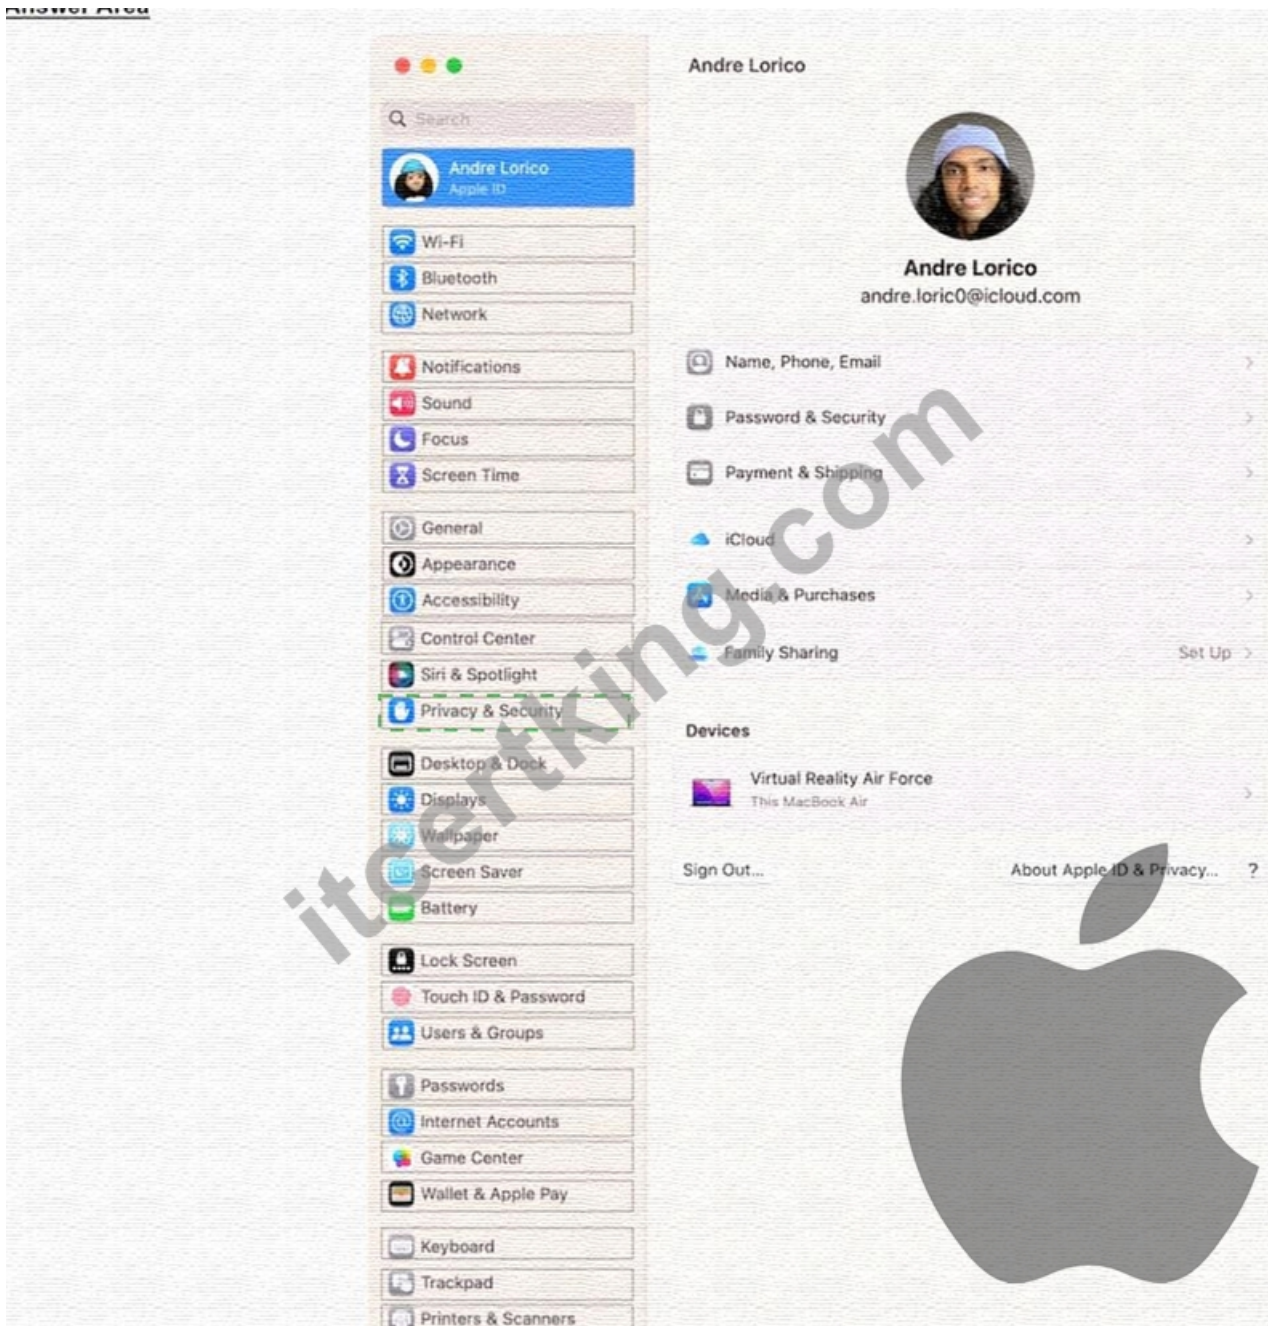 Answer Area
Andre Lorico
Search
Andre Lorico
Apple ID
Wi-Fi
Bluetooth
Network
Notifications
Sound
Focus
Screen Time
General
Appearance
Accessibility
Control Center
Siri & Spotlight
Privacy & Security
Desktop & Dock
Displays
Wallpaper
Screen Saver
Battery
Lock Screen
Touch ID & Password
Users & Groups
Passwords
Internet Accounts
Game Center
Wallet & Apple Pay
Keyboard
Trackpad
Printers & Scanners
Andre Lorico
andre.loric0@icloud.com
Name, Phone, Email
Password & Security
Payment & Shipping
iCloud
Media & Purchases
Family Sharing Set Up
Devices
Virtual Reality Air Force
This MacBook Air
Sign Out... About Apple ID & Privacy... ?
itcertking.com